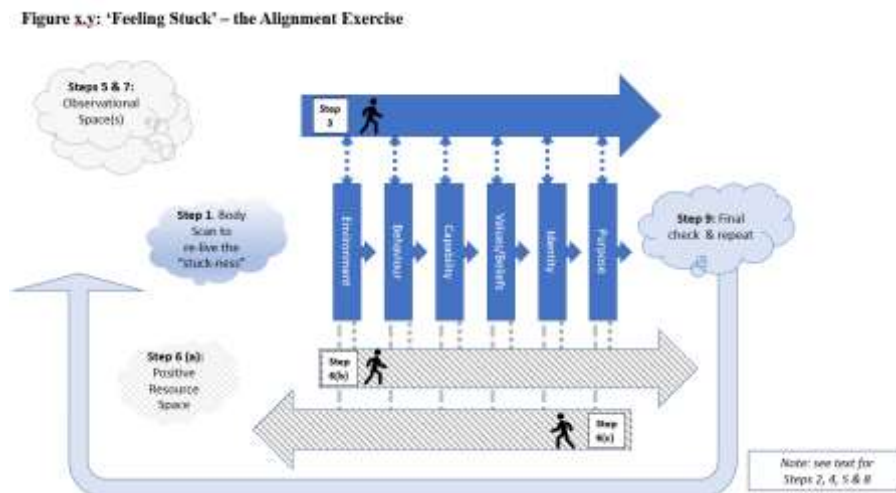 Figure x.y: ‘Feeling Stuck’ – the Alignment Exercise
Steps 5 & 7:
Observational
Space(s)
Step
3
Step 1. Body
Scan to
re-live the
"stuck-ness"
Environment
Behaviour
Capability
Values/Beliefs
Identity
Purpose
Step 9: Final
check & repeat
Step 6 (a):
Positive
Resource
Space
Step
6(b)
Step
6(c)
Note: see text for
Steps 2, 4, 5 & 8